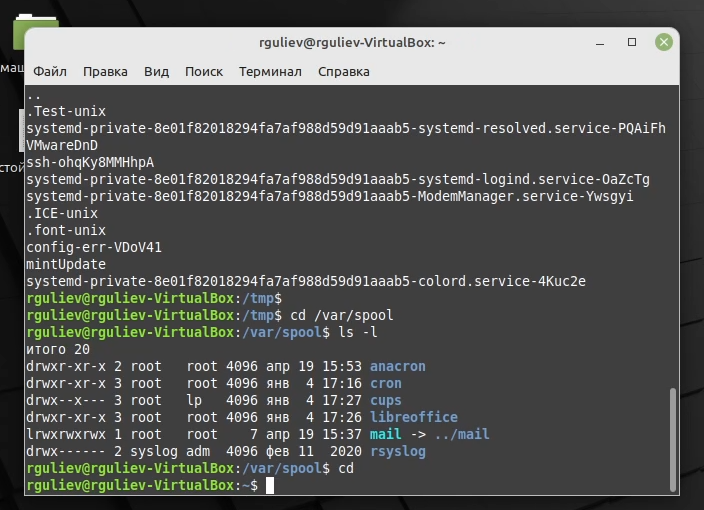 маш
стой
rguliev@rguliev-VirtualBox: ~
Файл Правка Вид Поиск Терминал Справка
..
.Test-unix
systemd-private-8e01f82018294fa7af988d59d91aaab5-systemd-resolved.service-PQAiFh
VMwareDnD
ssh-ohqKy8MMHhpA
systemd-private-8e01f82018294fa7af988d59d91aaab5-systemd-logind.service-OaZcTg
systemd-private-8e01f82018294fa7af988d59d91aaab5-ModemManager.service-Ywsgyi
.ICE-unix
.font-unix
config-err-VDoV41
mintUpdate
systemd-private-8e01f82018294fa7af988d59d91aaab5-colord.service-4Kuc2e
rguliev@rguliev-VirtualBox:/tmp$
rguliev@rguliev-VirtualBox:/tmp$ cd /var/spool
rguliev@rguliev-VirtualBox:/var/spool$ ls -l
итого 20
drwxr-xr-x 2 root   root 4096 апр 19 15:53 anacron
drwxr-xr-x 3 root   root 4096 янв  4 17:16 cron
drwx--x--- 3 root   lp   4096 янв  4 17:27 cups
drwxr-xr-x 3 root   root 4096 янв  4 17:26 libreoffice
lrwxrwxrwx 1 root   root    7 апр 19 15:37 mail -> ../mail
drwx------ 2 syslog adm  4096 фев 11  2020 rsyslog
rguliev@rguliev-VirtualBox:/var/spool$ cd
rguliev@rguliev-VirtualBox:~$